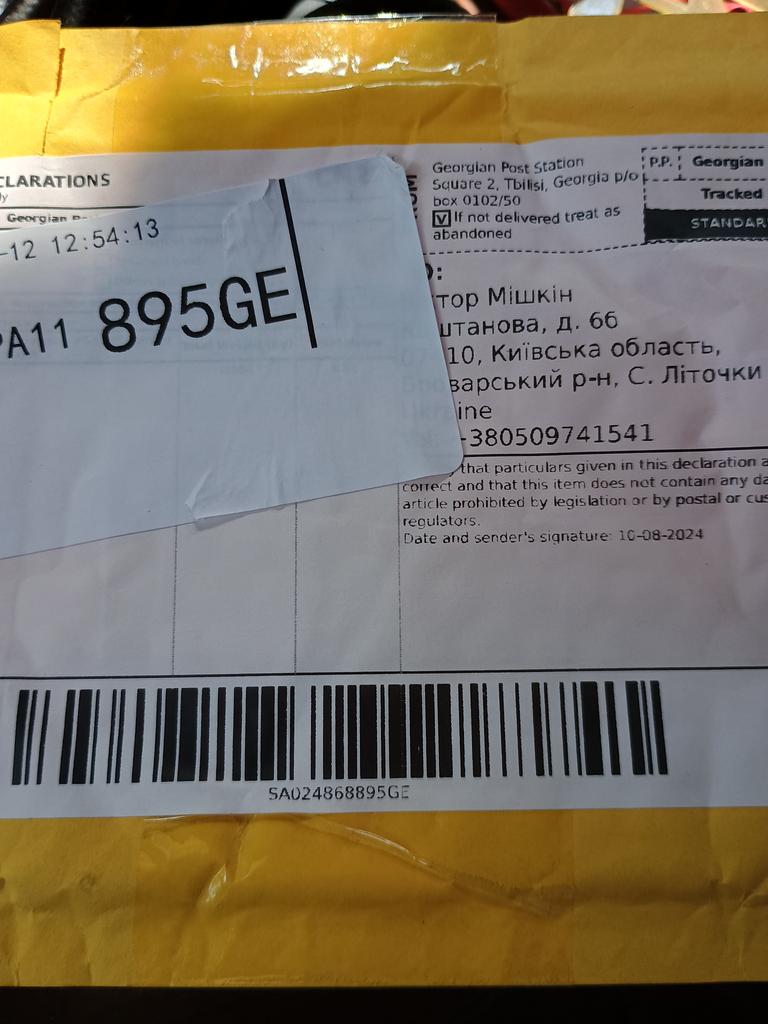 CLARATIONS
Georgian
-12 12:54:13
PA11 895GE
Georgian Post Station
Square 2, Tbilisi, Georgia p/o
box 0102/50
If not delivered treat as
abandoned
P.P. Georgian
Tracked
STANDAR
тор Мішкін
штанова, д. 66
10, Київська область,
варський р-н, С. Літочки
ine
-380509741541
that particulars given in this declaration a
correct and that this item does not contain any da
article prohibited by legislation or by postal or cus
regulators.
Date and sender's signature: 10-08-2024
SA024868895GE